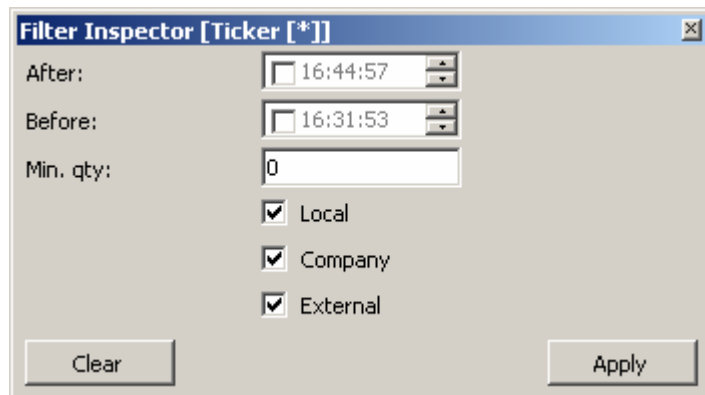 Filter Inspector [Ticker [*]]
After: 16:44:57
Before: 16:31:53
Min. qty: 0
Local
Company
External
Clear Apply